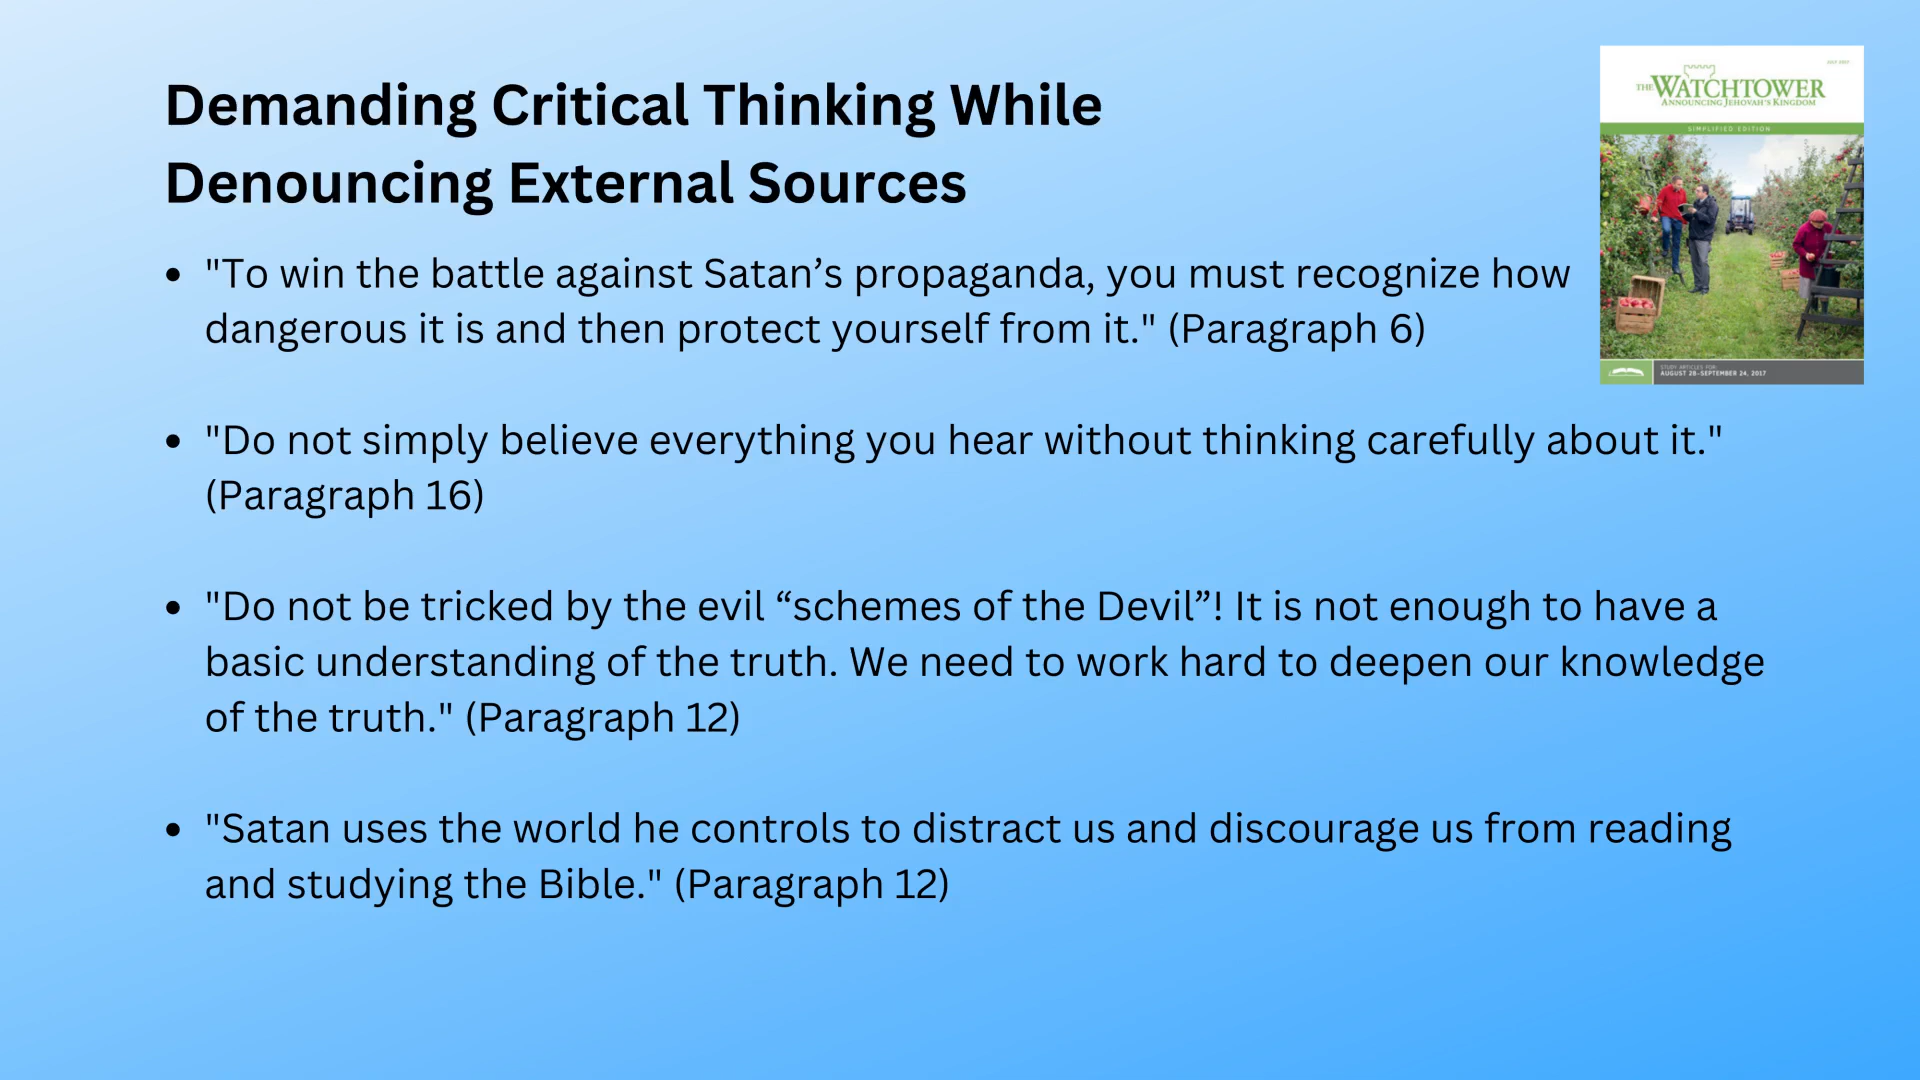 Demanding Critical Thinking While
Denouncing External Sources
JULY 2017
THE WATCHTOWER
ANNOUNCING JEHOVAH'S KINGDOM
SIMPLIFIED EDITION
• "To win the battle against Satan’s propaganda, you must recognize how
dangerous it is and then protect yourself from it." (Paragraph 6)
STUDY ARTICLES FOR:
AUGUST 28–SEPTEMBER 24, 2017
• "Do not simply believe everything you hear without thinking carefully about it."
(Paragraph 16)
• "Do not be tricked by the evil “schemes of the Devil”! It is not enough to have a
basic understanding of the truth. We need to work hard to deepen our knowledge
of the truth." (Paragraph 12)
• "Satan uses the world he controls to distract us and discourage us from reading
and studying the Bible." (Paragraph 12)